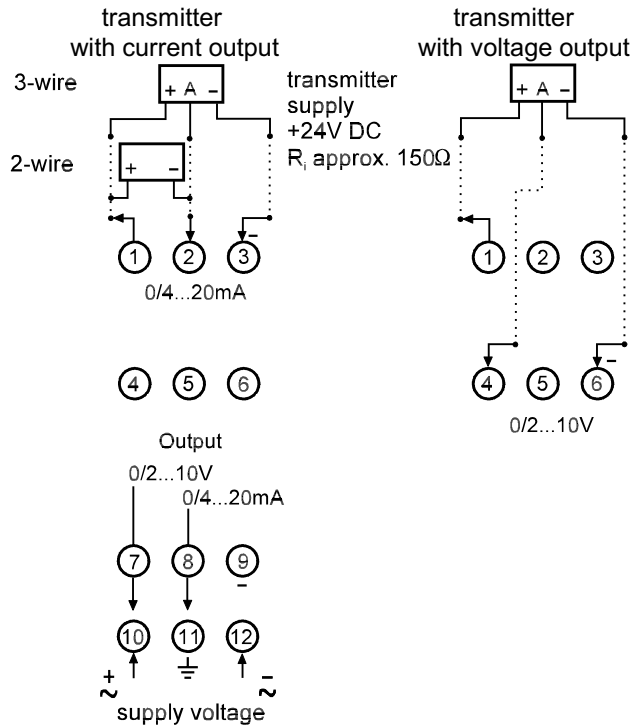 transmitter
with current output
transmitter
with voltage output
3-wire
+ A –
transmitter
supply
+24V DC
Ri approx. 150Ω
+ A –
2-wire
+ –
–
1 2 3
0/4...20mA
1 2 3
4 5 6
–
4 5 6
0/2...10V
Output
0/2...10V
0/4...20mA
7 8 9
–
10 11 12
+
~
–
~
supply voltage